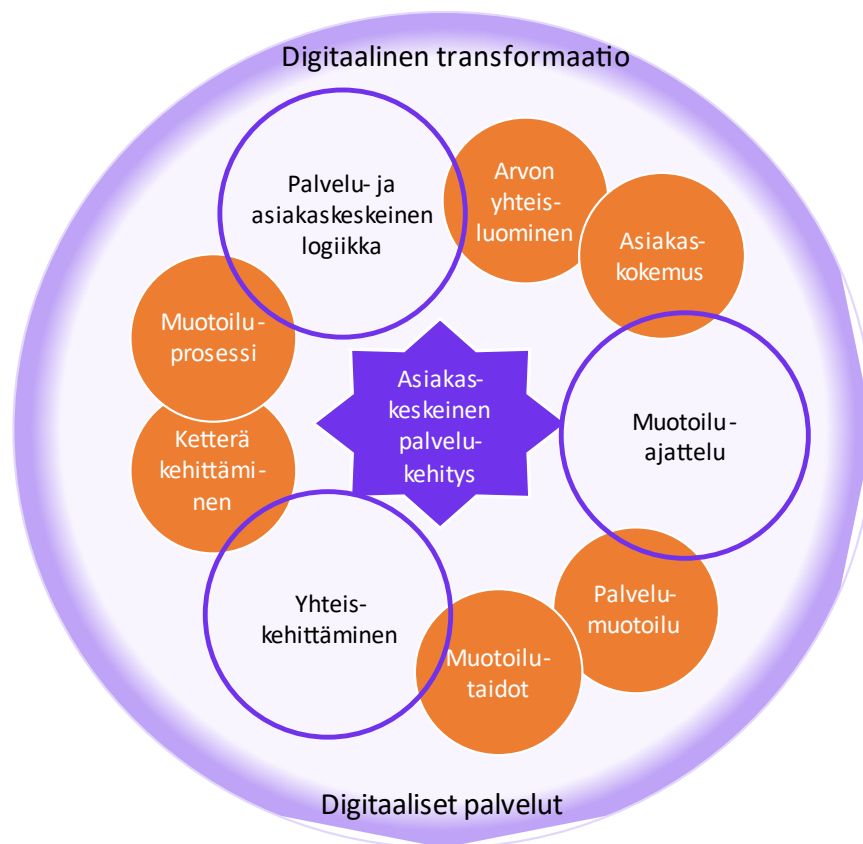 Digitaalinen transformaatio
Palvelu- ja
asiakaskeskeinen
logiikka
Arvon
yhteis-
luominen
Asiakas-
kokemus
Muotoilu-
prosessi
Asiakas-
keskeinen
palvelu-
kehitys
Muotoilu-
ajattelu
Ketterä
kehittämi-
nen
Yhteis-
kehittäminen
Palvelu-
muotoilu
Muotoilu-
taidot
Digitaaliset palvelut